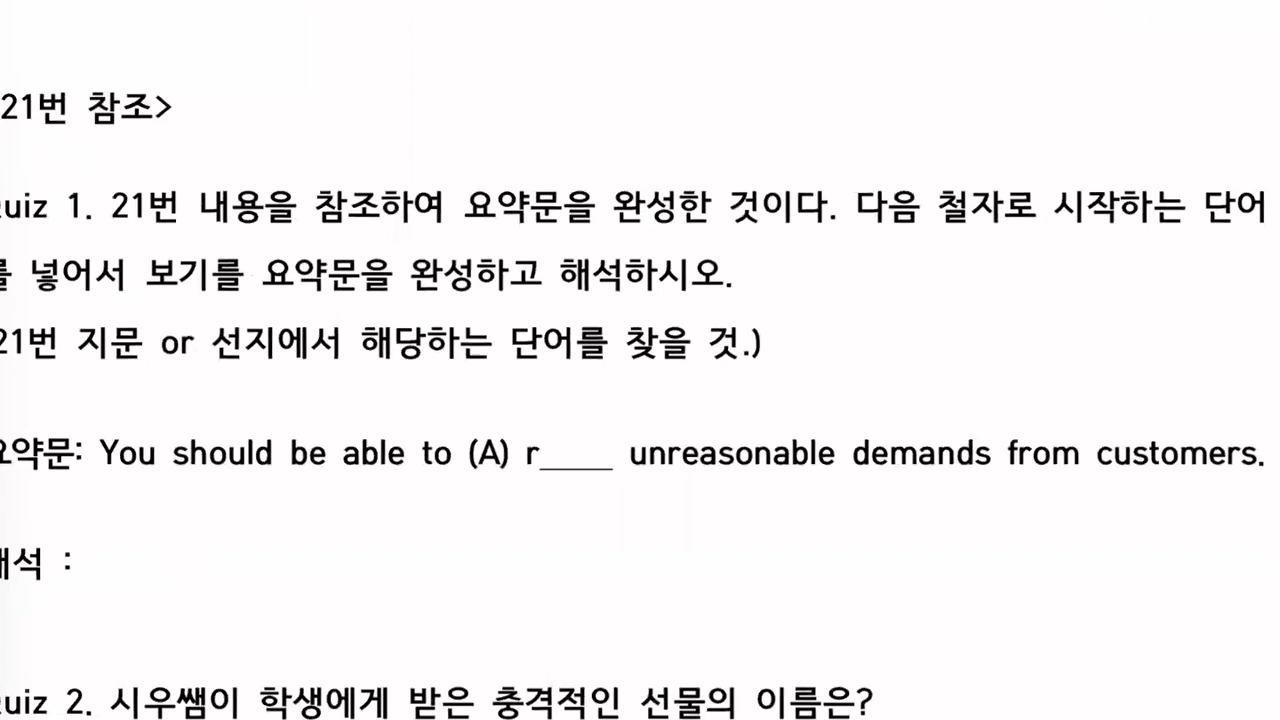 21번 참조>
uiz 1. 21번 내용을 참조하여 요약문을 완성한 것이다. 다음 철자로 시작하는 단어
넣어서 보기를 요약문을 완성하고 해석하시오.
21번 지문 or 선지에서 해당하는 단어를 찾을 것.)
요약문: You should be able to (A) r____ unreasonable demands from customers.
해석 :
uiz 2. 시우쌤이 학생에게 받은 충격적인 선물의 이름은?